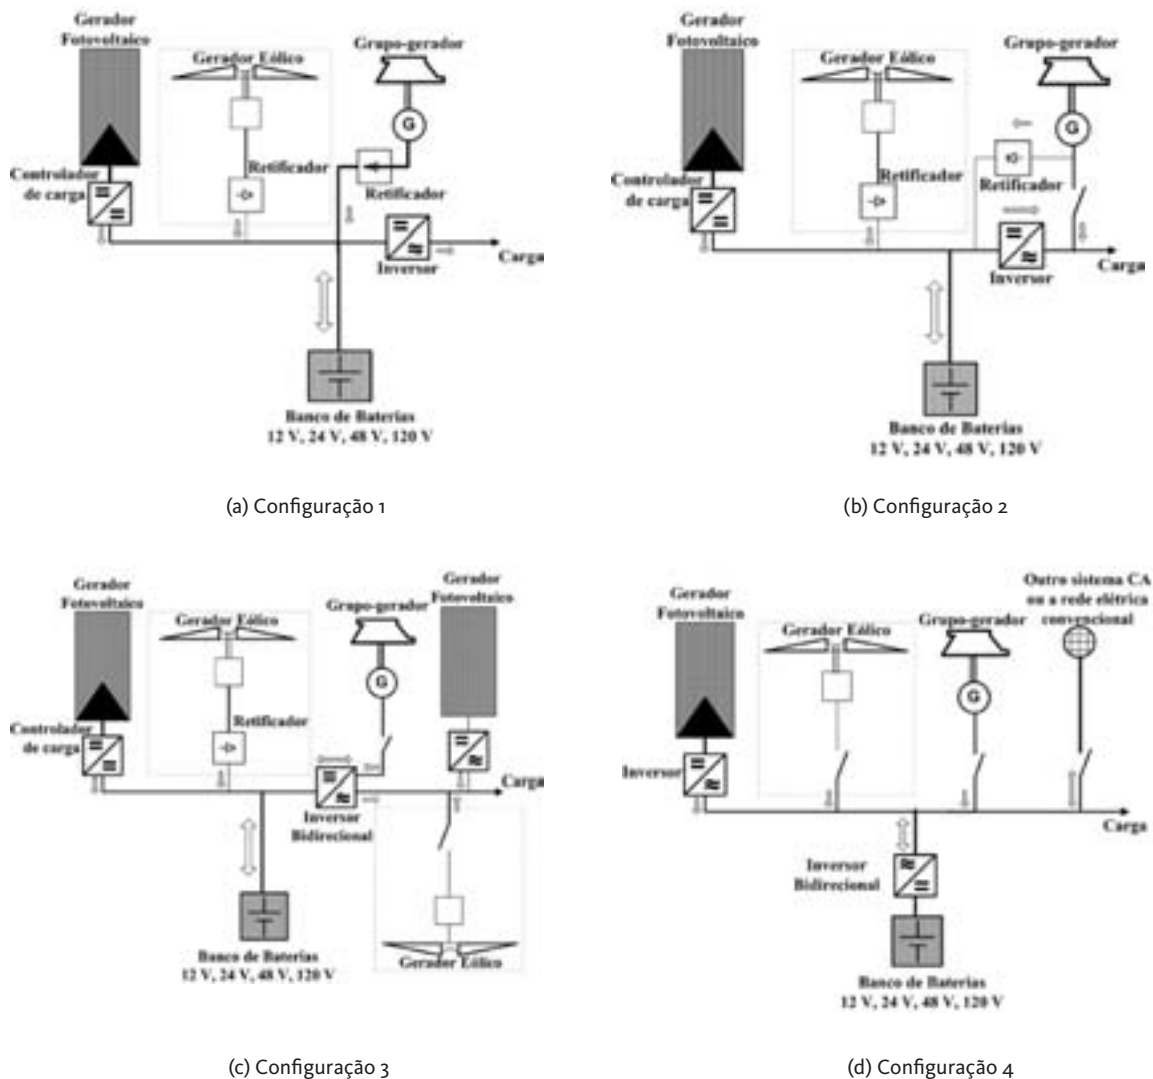 Gerador
Fotovoltaico
Gerador Eólico
Grupo-gerador
G
Controlador
de carga
Retificador
Retificador
Inversor
Carga
Banco de Baterias
12 V, 24 V, 48 V, 120 V
(a) Configuração 1
Gerador
Fotovoltaico
Gerador Eólico
Grupo-gerador
G
Controlador
de carga
Retificador
Retificador
Inversor
Carga
Banco de Baterias
12 V, 24 V, 48 V, 120 V
(b) Configuração 2
Gerador
Fotovoltaico
Gerador Eólico
Grupo-gerador
G
Gerador
Fotovoltaico
Controlador
de carga
Retificador
Inversor
Bidirecional
Carga
Banco de Baterias
12 V, 24 V, 48 V, 120 V
Gerador Eólico
(c) Configuração 3
Gerador
Fotovoltaico
Gerador Eólico
Grupo-gerador
G
Outro sistema CA
ou a rede elétrica
convencional
Inversor
Carga
Inversor
Bidirecional
Banco de Baterias
12 V, 24 V, 48 V, 120 V
(d) Configuração 4